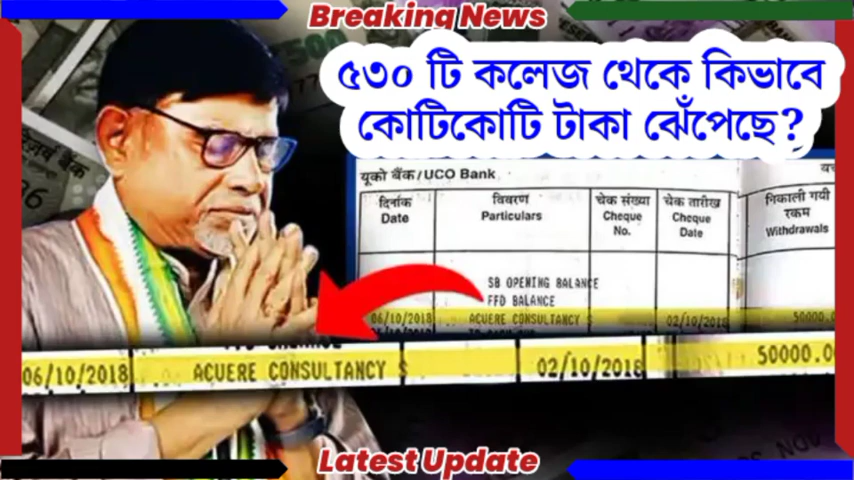 Breaking News
৫৩০ টি কলেজ থেকে কিভাবে
কোটিকোটি টাকা ঝেঁপেছে?
यूको बैंक/UCO Bank
दिनांक
Date
विवरण
Particulars
चेक संख्या
Cheque
No.
चेक तारीख
Cheque
Date
निकाली गयी
रकम
Withdrawals
SB OPENING BALANCE
FFD BALANCE
06/10/2018 ACUERE CONSULTANCY S 02/10/2018 50000.0
06/10/2018 ACUERE CONSULTANCY S 02/10/2018 50000.0
Latest Update